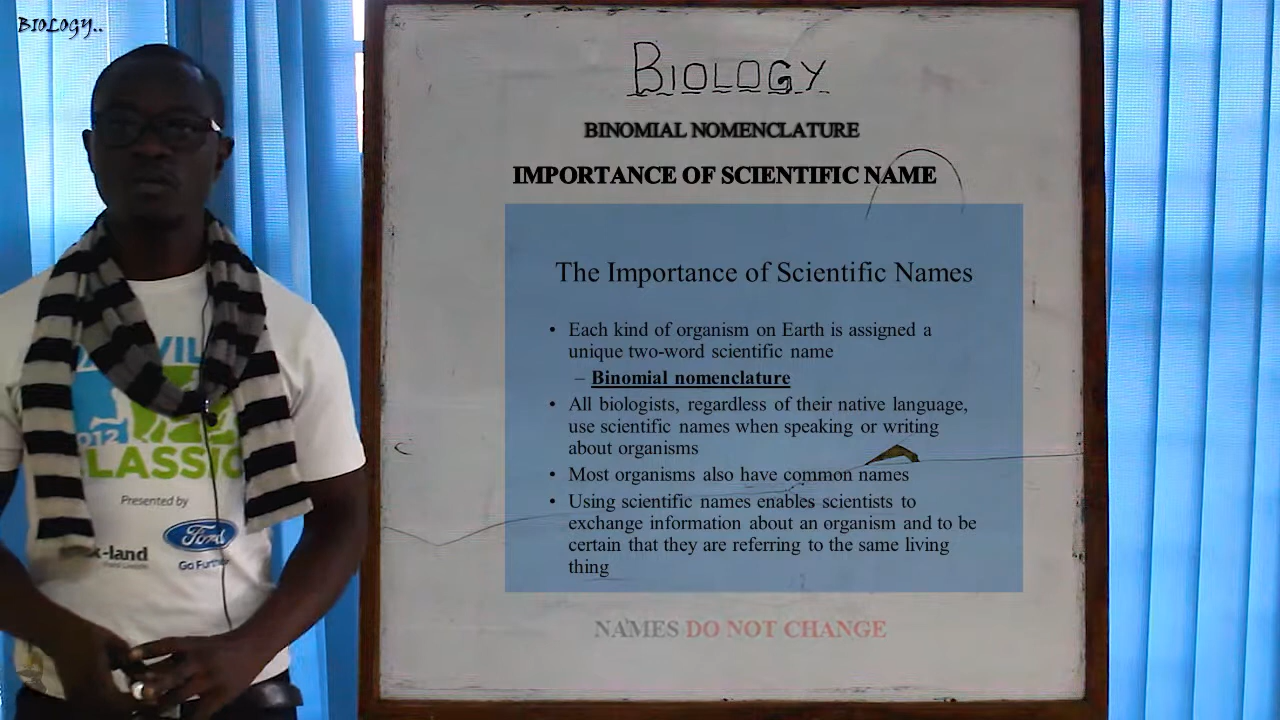 BIOLOGY..
BIOLOGY
BINOMIAL NOMENCLATURE
IMPORTANCE OF SCIENTIFIC NAME
The Importance of Scientific Names
• Each kind of organism on Earth is assigned a
unique two-word scientific name
– Binomial nomenclature
• All biologists, regardless of their native language,
use scientific names when speaking or writing
about organisms
• Most organisms also have common names
• Using scientific names enables scientists to
exchange information about an organism and to be
certain that they are referring to the same living
thing
NAMES DO NOT CHANGE
2012
CLASSIC
Presented by
Ford
Go Further